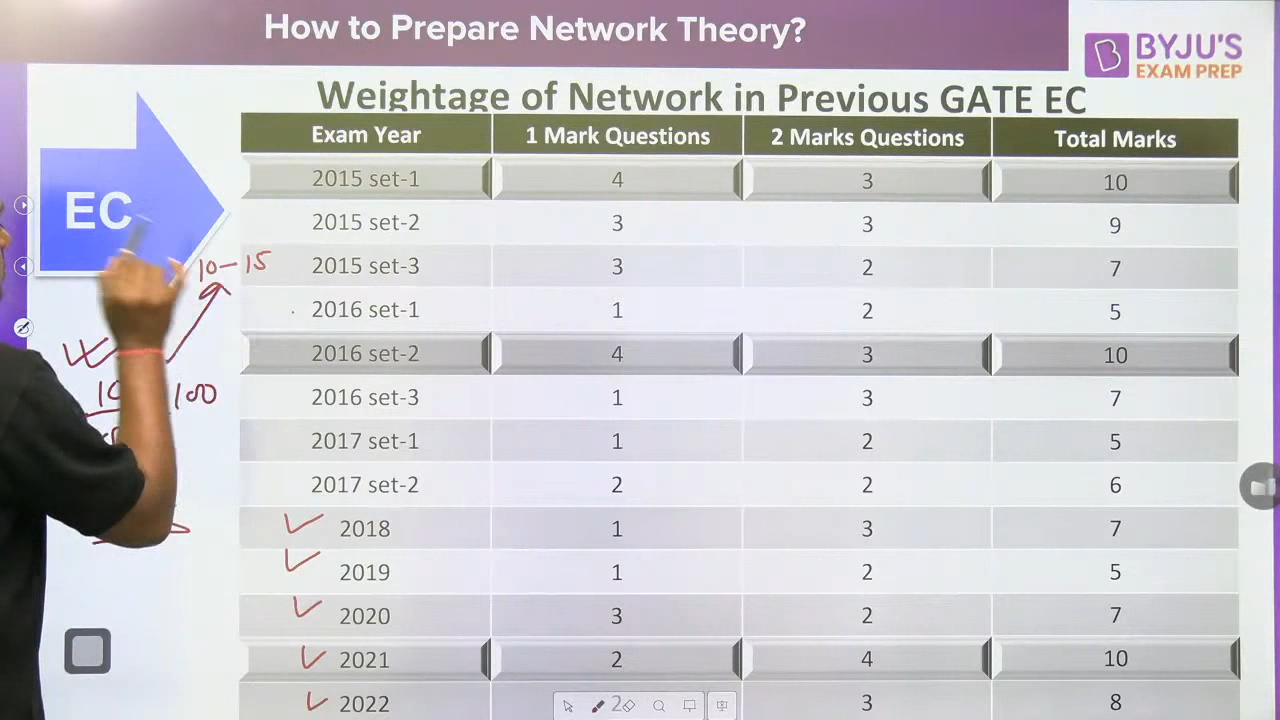 How to Prepare Network Theory?
BYJU'S
EXAM PREP
Weightage of Network in Previous GATE EC
EC
Exam Year 1 Mark Questions 2 Marks Questions Total Marks
2015 set-1 4 3 10
2015 set-2 3 3 9
10-15
2015 set-3 3 2 7
2016 set-1 1 2 5
2016 set-2 4 3 10
2016 set-3 1 3 7
100
2017 set-1 1 2 5
2017 set-2 2 2 6
2018 1 3 7
2019 1 2 5
2020 3 2 7
2021 2 4 10
2022 2 3 8